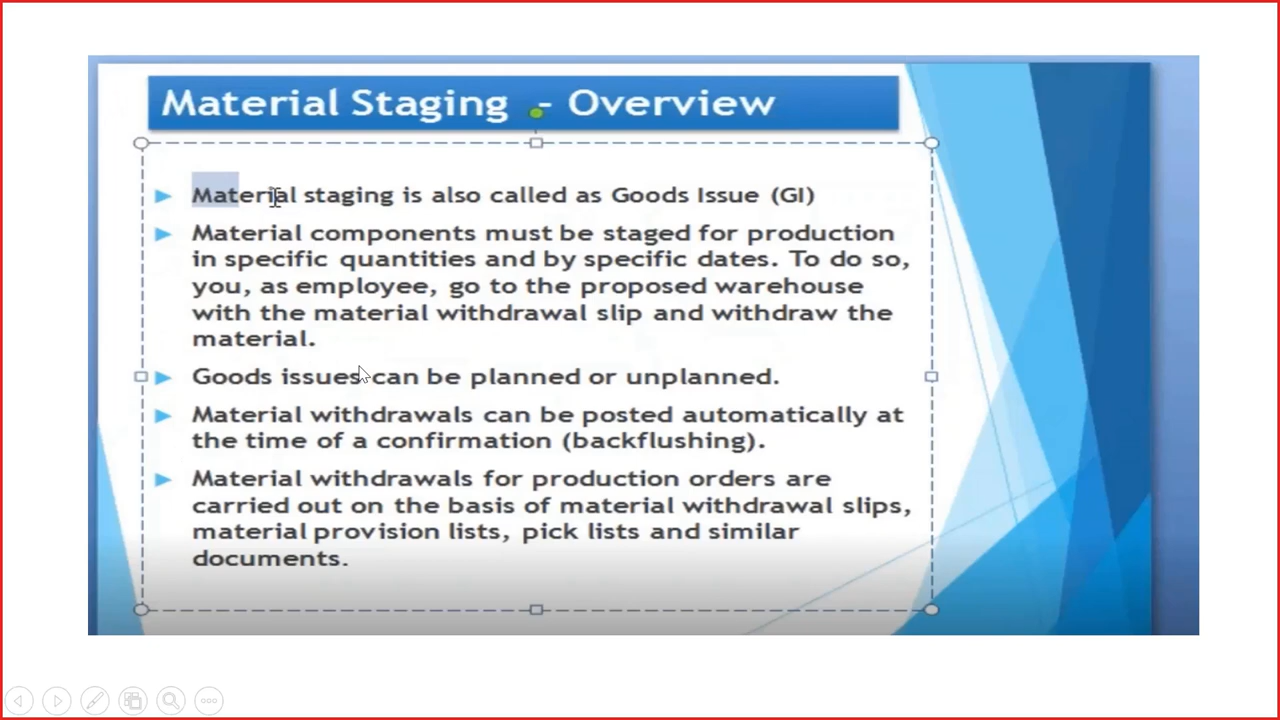 Material Staging - Overview
Material staging is also called as Goods Issue (GI)
Material components must be staged for production
in specific quantities and by specific dates. To do so,
you, as employee, go to the proposed warehouse
with the material withdrawal slip and withdraw the
material.
Goods issues can be planned or unplanned.
Material withdrawals can be posted automatically at
the time of a confirmation (backflushing).
Material withdrawals for production orders are
carried out on the basis of material withdrawal slips,
material provision lists, pick lists and similar
documents.